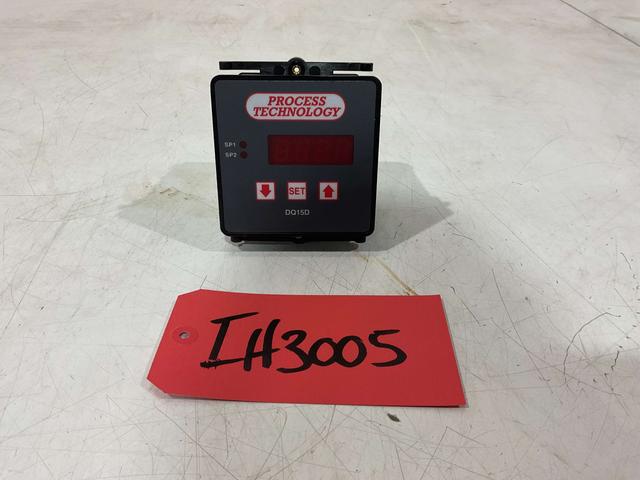 PROCESS
TECHNOLOGY
SP1
SP2
SET
DQ15D
IH3005